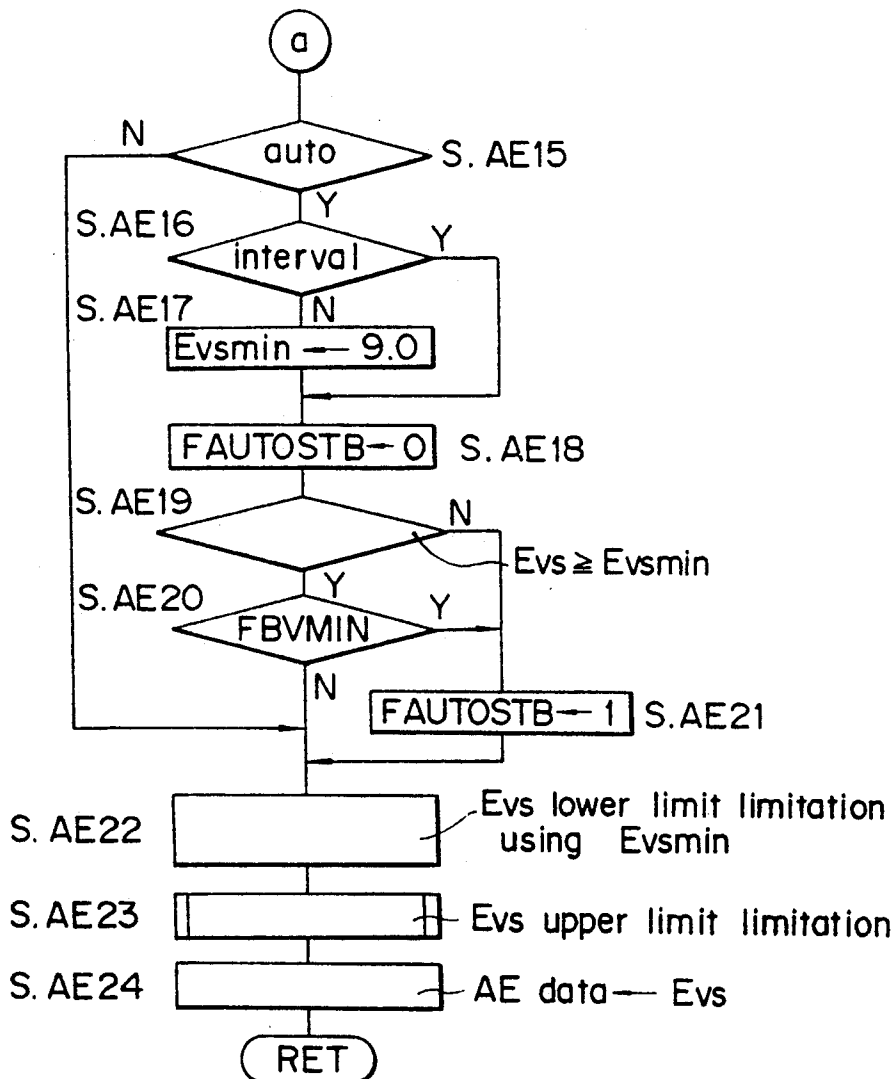 a
N
auto
S. AE15
Y
S.AE16
Y
interval
S.AE17
N
Evsmin ← 9.0
FAUTOSTB←0
S. AE18
S.AE19
N
Evs ≧ Evsmin
Y
S.AE20
Y
FBVMIN
N
FAUTOSTB←1
S.AE21
S. AE22
Evs lower limit limitation
using Evsmin
S. AE23
Evs upper limit limitation
S. AE24
AE data← Evs
RET